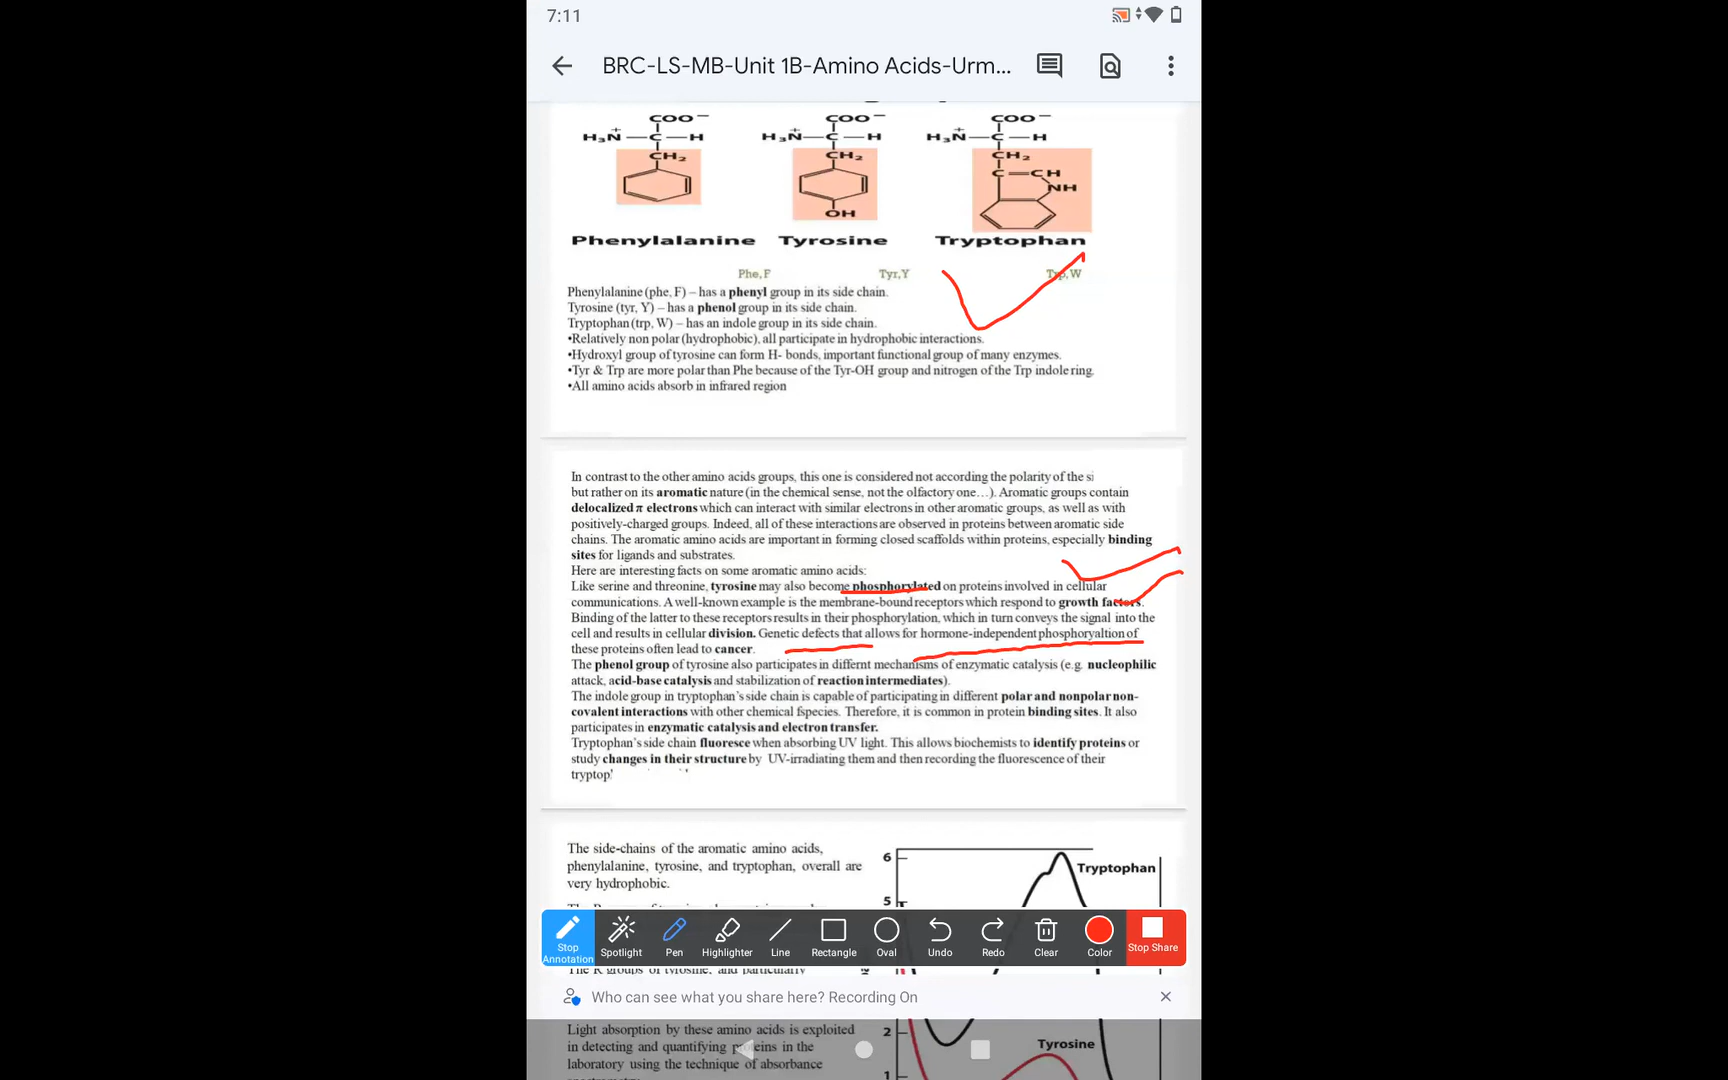 7:11
BRC-LS-MB-Unit 1B-Amino Acids-Urm...
COO⁻ COO⁻ COO⁻
H₃N⁺—C—H H₃N⁺—C—H H₃N⁺—C—H
CH₂ CH₂ CH₂
C=CH
NH
OH
Phenylalanine Tyrosine Tryptophan
Phe,F Tyr,Y Trp,W
Phenylalanine (phe, F) – has a phenyl group in its side chain.
Tyrosine (tyr, Y) – has a phenol group in its side chain.
Tryptophan (trp, W) – has an indole group in its side chain.
•Relatively non polar (hydrophobic), all participate in hydrophobic interactions.
•Hydroxyl group of tyrosine can form H- bonds, important functional group of many enzymes.
•Tyr & Trp are more polar than Phe because of the Tyr-OH group and nitrogen of the Trp indole ring.
•All amino acids absorb in infrared region
In contrast to the other amino acids groups, this one is considered not according the polarity of the si
but rather on its aromatic nature (in the chemical sense, not the olfactory one…). Aromatic groups contain
delocalized π electrons which can interact with similar electrons in other aromatic groups, as well as with
positively-charged groups. Indeed, all of these interactions are observed in proteins between aromatic side
chains. The aromatic amino acids are important in forming closed scaffolds within proteins, especially binding
sites for ligands and substrates.
Here are interesting facts on some aromatic amino acids:
Like serine and threonine, tyrosine may also become phosphorylated on proteins involved in cellular
communications. A well-known example is the membrane-bound receptors which respond to growth factors.
Binding of the latter to these receptors results in their phosphorylation, which in turn conveys the signal into the
cell and results in cellular division. Genetic defects that allows for hormone-independent phosphoryaltion of
these proteins often lead to cancer.
The phenol group of tyrosine also participates in differnt mechanisms of enzymatic catalysis (e.g. nucleophilic
attack, acid-base catalysis and stabilization of reaction intermediates).
The indole group in tryptophan's side chain is capable of participating in different polar and nonpolar non-
covalent interactions with other chemical fspecies. Therefore, it is common in protein binding sites. It also
participates in enzymatic catalysis and electron transfer.
Tryptophan's side chain fluoresce when absorbing UV light. This allows biochemists to identify proteins or
study changes in their structure by UV-irradiating them and then recording the fluorescence of their
tryptop
The side-chains of the aromatic amino acids,
phenylalanine, tyrosine, and tryptophan, overall are
very hydrophobic.
6
Tryptophan
5
Stop Annotation
Spotlight
Pen
Highlighter
Line
Rectangle
Oval
Undo
Redo
Clear
Color
Stop Share
The R groups of tyrosine, and particularly
Who can see what you share here? Recording On
Light absorption by these amino acids is exploited
in detecting and quantifying proteins in the
laboratory using the technique of absorbance
2
Tyrosine
1